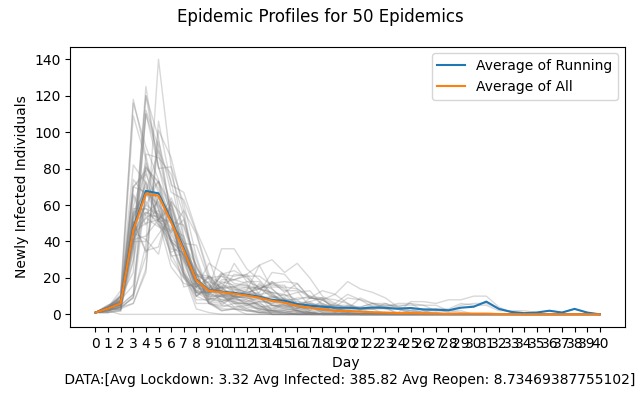 Epidemic Profiles for 50 Epidemics
Average of Running
Average of All
Newly Infected Individuals
140
120
100
80
60
40
20
0
0 1 2 3 4 5 6 7 8 9 10 11 12 13 14 15 16 17 18 19 20 21 22 23 24 25 26 27 28 29 30 31 32 33 34 35 36 37 38 39 40
Day
DATA:[Avg Lockdown: 3.32 Avg Infected: 385.82 Avg Reopen: 8.73469387755102]